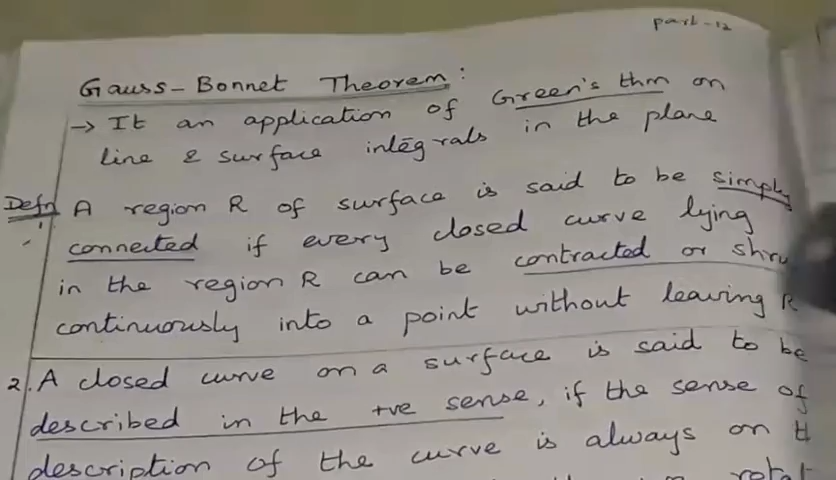 part-12
Gauss-Bonnet Theorem:
→ It an application of Green's thm on
line & surface integrals in the plane
Defn
1. A region R of surface is said to be simply
connected if every closed curve lying
in the region R can be contracted or
continuously into a point without leaving R
2. A closed curve on a surface is said to be
described in the +ve sense, if the sense of
description of the curve is always on